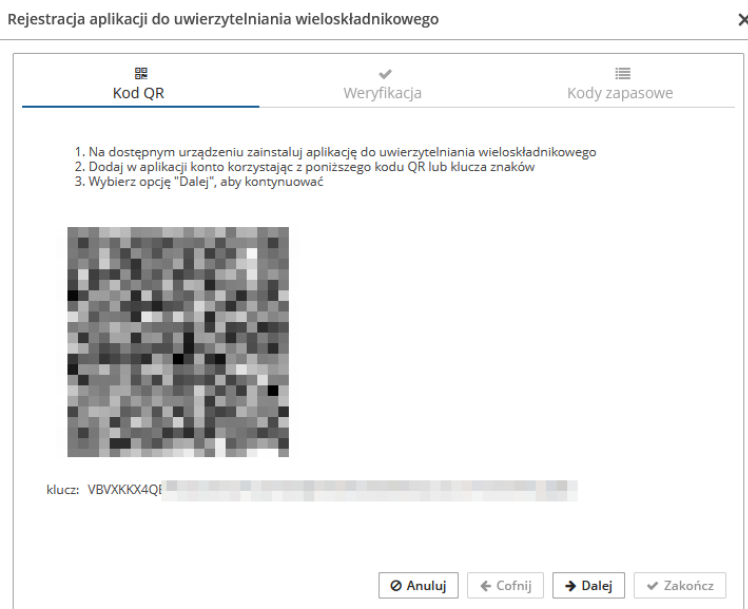 Rejestracja aplikacji do uwierzytelniania wieloskładnikowego
Kod QR
Weryfikacja
Kody zapasowe
1. Na dostępnym urządzeniu zainstaluj aplikację do uwierzytelniania wieloskładnikowego
2. Dodaj w aplikacji konto korzystając z poniższego kodu QR lub klucza znaków
3. Wybierz opcję "Dalej", aby kontynuować
klucz:
Anuluj
Cofnij
Dalej
Zakończ